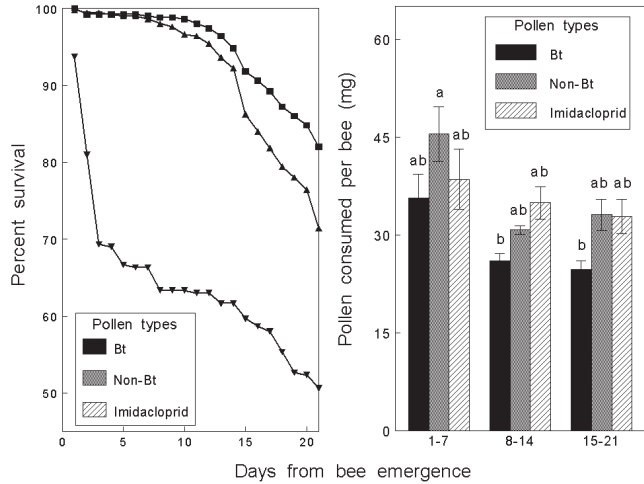 100
90
80
70
60
50
Percent survival
Pollen types
Bt
Non-Bt
Imidacloprid
0 5 10 15 20
60
45
30
15
0
Pollen consumed per bee (mg)
Pollen types
Bt
Non-Bt
Imidacloprid
a
ab ab
ab
ab
b
ab ab
b
1-7 8-14 15-21
Days from bee emergence